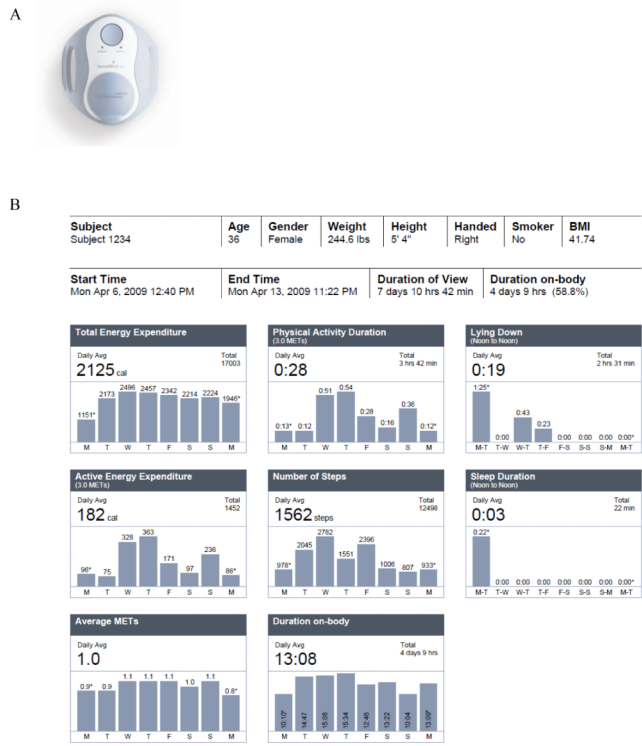 A
B
Subject Age Gender Weight Height Handed Smoker BMI
Subject 1234 36 Female 244.6 lbs 5' 4" Right No 41.74
Start Time End Time Duration of View Duration on-body
Mon Apr 6, 2009 12:40 PM Mon Apr 13, 2009 11:22 PM 7 days 10 hrs 42 min 4 days 9 hrs (58.8%)
Total Energy Expenditure
Daily Avg Total
2125 cal 17003
1151* 2173 2496 2457 2342 2214 2224 1946*
M T W T F S S M
Physical Activity Duration
(3.0 METs)
Daily Avg Total
0:28 3 hrs 42 min
0:13* 0:12 0:51 0:54 0:28 0:16 0:36 0:12*
M T W T F S S M
Lying Down
(Noon to Noon)
Daily Avg Total
0:19 2 hrs 31 min
1:25* 0:00 0:43 0:23 0:00 0:00 0:00 0:00*
M-T T-W W-T T-F F-S S-S S-M M-T
Active Energy Expenditure
(3.0 METs)
Daily Avg Total
182 cal 1452
96* 75 328 363 171 97 236 86*
M T W T F S S M
Number of Steps
Daily Avg Total
1562 steps 12498
978* 2045 2782 1551 2396 1006 807 933*
M T W T F S S M
Sleep Duration
(Noon to Noon)
Daily Avg Total
0:03 22 min
0:22* 0:00 0:00 0:00 0:00 0:00 0:00 0:00*
M-T T-W W-T T-F F-S S-S S-M M-T
Average METs
Daily Avg
1.0
0.9* 0.9 1.1 1.1 1.1 1.0 1.1 0.8*
M T W T F S S M
Duration on-body
Daily Avg Total
13:08 4 days 9 hrs
10:10* 14:47 15:08 15:34 12:46 13:22 10:04 13:09*
M T W T F S S M